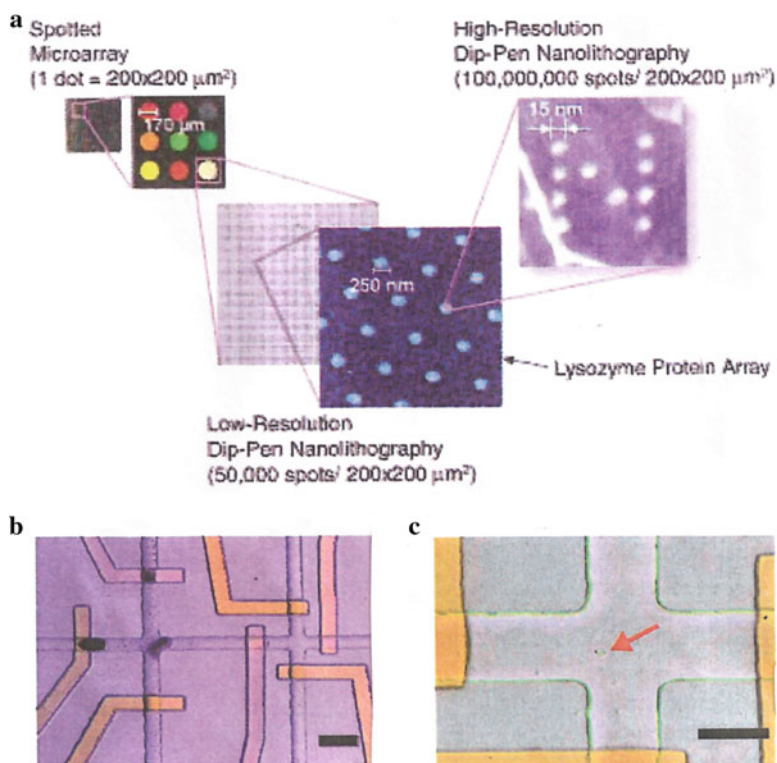 a
Spotted
Microarray
(1 dot = 200x200 μm²)
High-Resolution
Dip-Pen Nanolithography
(100,000,000 spots/ 200x200 μm²)
170 μm
15 nm
250 nm
Lysozyme Protein Array
Low-Resolution
Dip-Pen Nanolithography
(50,000 spots/ 200x200 μm²)
b
c